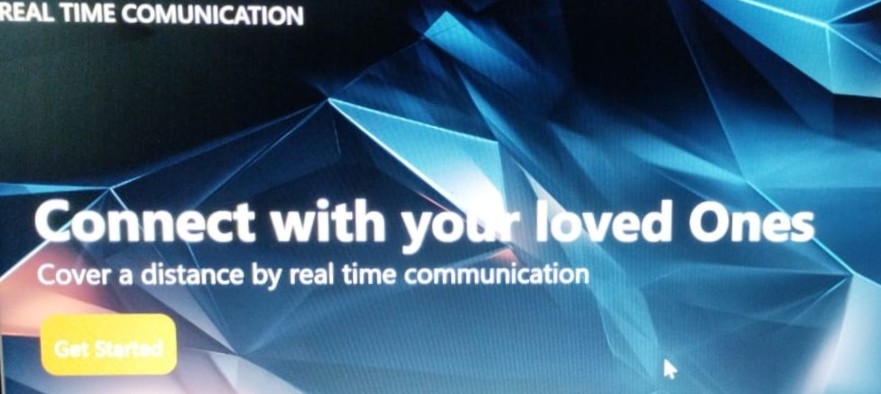 REAL TIME COMUNICATION
Connect with your loved Ones
Cover a distance by real time communication
Get Started